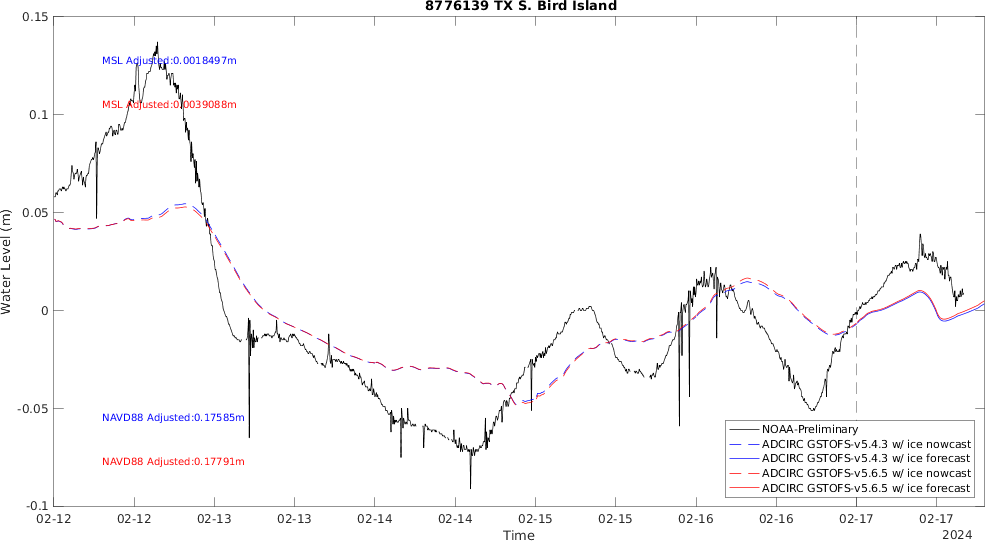 8776139 TX S. Bird Island
0.15
MSL Adjusted:0.0018497m
MSL Adjusted:0.0039088m
0.1
0.05
Water Level (m)
0
-0.05
NAVD88 Adjusted:0.17585m
NAVD88 Adjusted:0.17791m
-0.1
NOAA-Preliminary
ADCIRC GSTOFS-v5.4.3 w/ ice nowcast
ADCIRC GSTOFS-v5.4.3 w/ ice forecast
ADCIRC GSTOFS-v5.6.5 w/ ice nowcast
ADCIRC GSTOFS-v5.6.5 w/ ice forecast
02-12 02-12 02-13 02-13 02-14 02-14 02-15 02-15 02-16 02-16 02-17 02-17
Time
2024